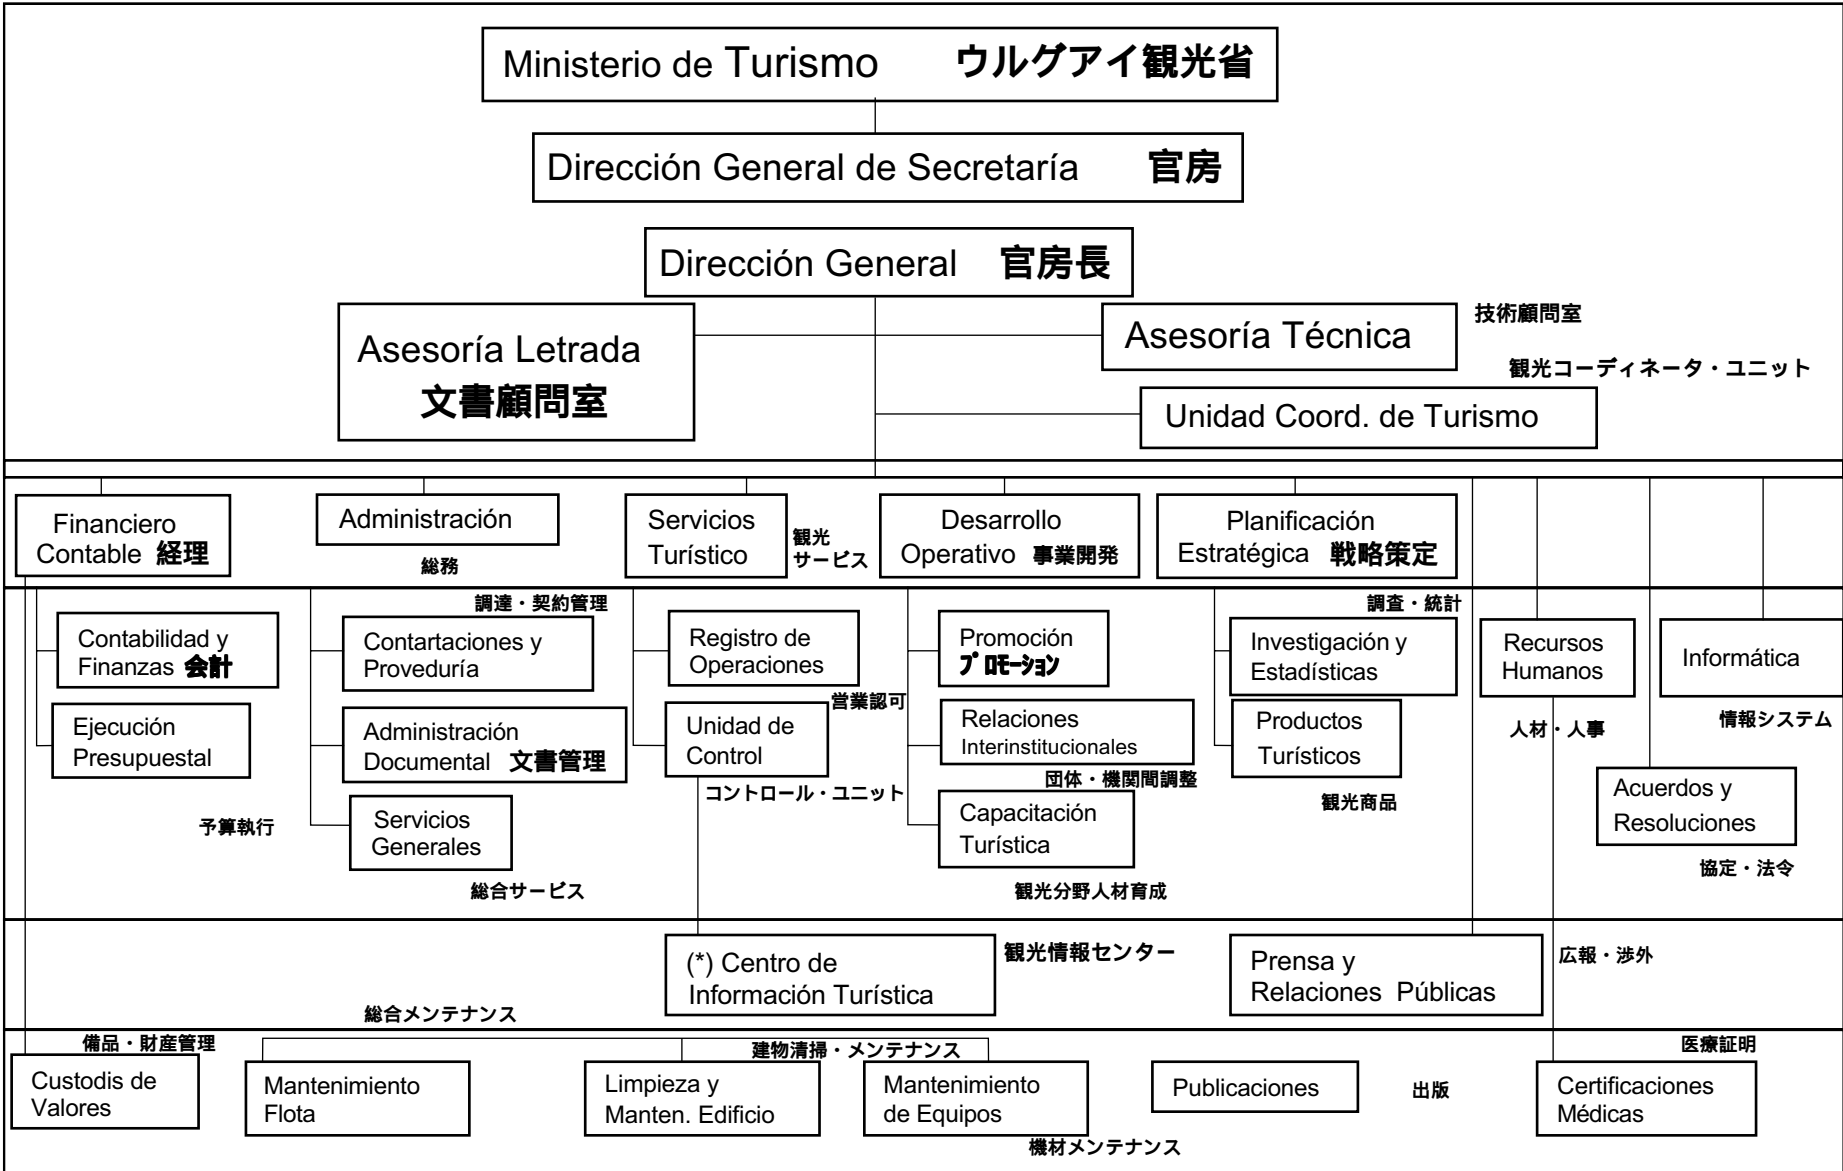 Ministerio de Turismo ウルグアイ観光省
Dirección General de Secretaría 官房
Dirección General 官房長
Asesoría Letrada
文書顧問室
Asesoría Técnica
技術顧問室
観光コーディネータ・ユニット
Unidad Coord. de Turismo
Financiero
Contable 経理
Administración
総務
Servicios
Turístico
観光
サービス
Desarrollo
Operativo 事業開発
Planificación
Estratégica 戦略策定
Contabilidad y
Finanzas 会計
Ejecución
Presupuestal
予算執行
調達・契約管理
Contartaciones y
Proveduría
Administración
Documental 文書管理
Servicios
Generales
総合サービス
Registro de
Operaciones
営業認可
Unidad de
Control
コントロール・ユニット
Promoción
プロモーション
Relaciones
Interinstitucionales
団体・機関間調整
Capacitación
Turística
観光分野人材育成
調査・統計
Investigación y
Estadísticas
Productos
Turísticos
観光商品
Recursos
Humanos
人材・人事
Informática
情報システム
Acuerdos y
Resoluciones
協定・法令
(*) Centro de
Información Turística
観光情報センター
Prensa y
Relaciones Públicas
広報・渉外
総合メンテナンス
備品・財産管理
Custodis de
Valores
Mantenimiento
Flota
建物清掃・メンテナンス
Limpieza y
Manten. Edificio
Mantenimiento
de Equipos
機材メンテナンス
Publicaciones
出版
医療証明
Certificaciones
Médicas